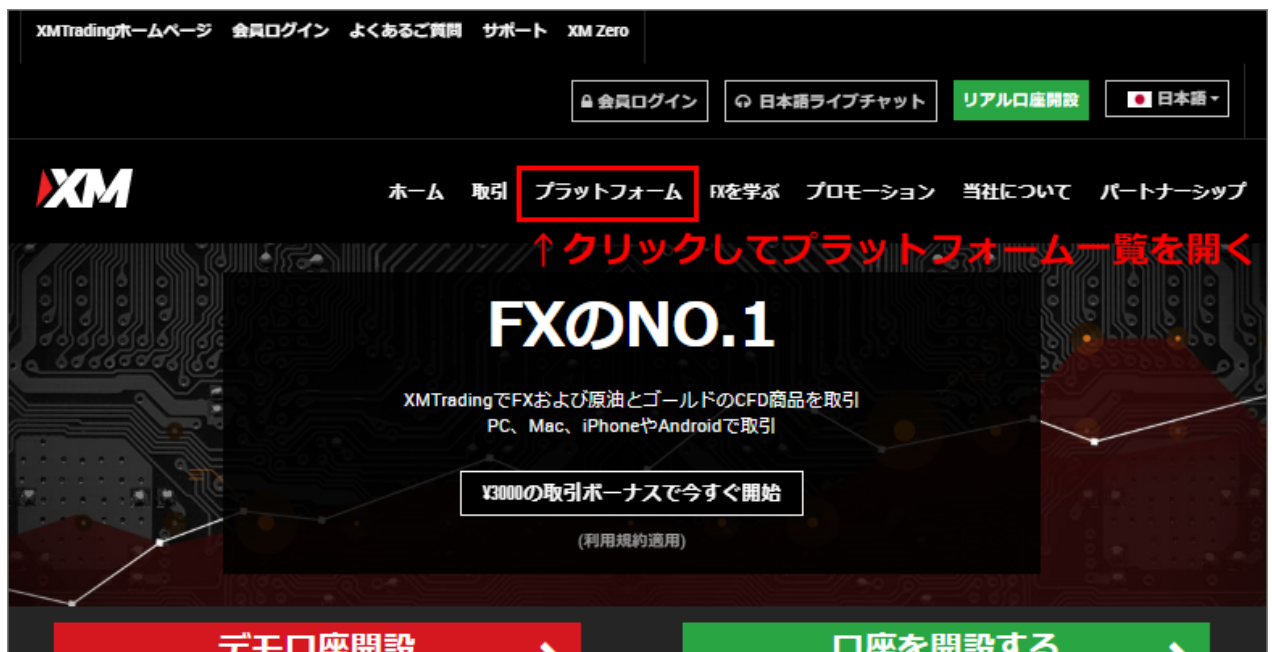 XMTradingホームページ 会員ログイン よくあるご質問 サポート XM Zero
会員ログイン 日本語ライブチャット リアル口座開設 日本語
XM
ホーム 取引 プラットフォーム FXを学ぶ プロモーション 当社について パートナーシップ
↑クリックしてプラットフォーム一覧を開く
FXのNO.1
XMTradingでFXおよび原油とゴールドのCFD商品を取引
PC、Mac、iPhoneやAndroidで取引
¥3000の取引ボーナスで今すぐ開始
(利用規約適用)
デモ口座開設 口座を開設する